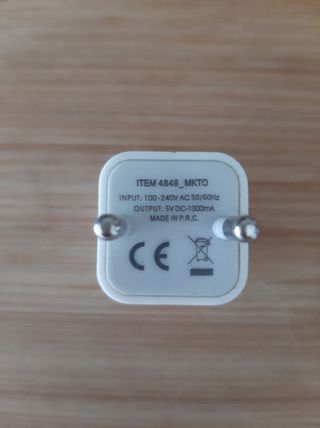 ITEM 4849_MKTO
INPUT: 100-240V AC 50/60Hz
OUTPUT: 5V DC-1000mA
MADE IN P.R.C.
CE